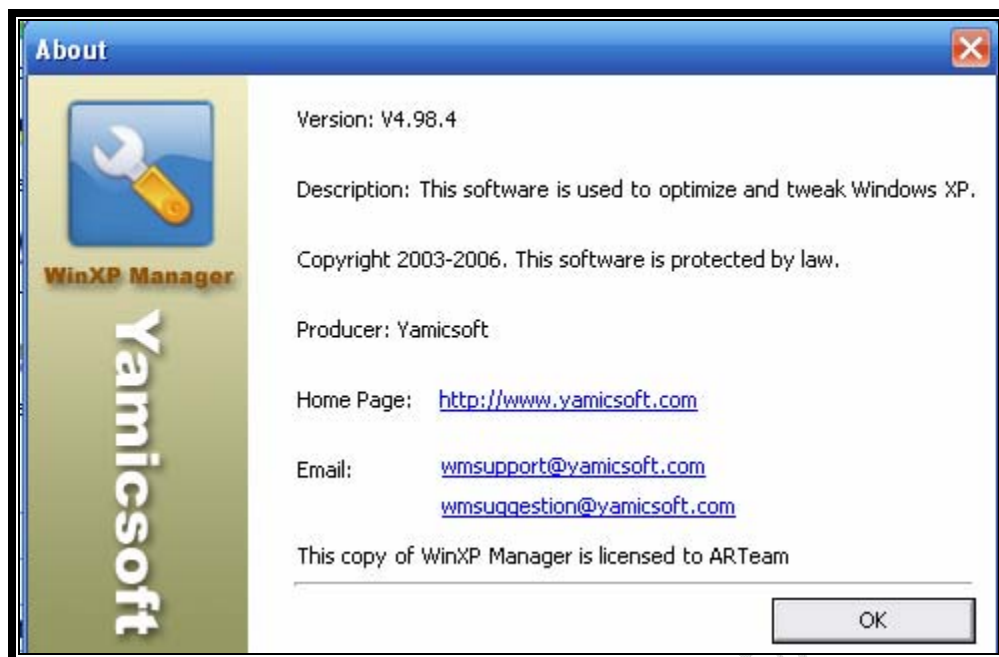 About
WinXP Manager
Yamicsoft
Version: V4.98.4
Description: This software is used to optimize and tweak Windows XP.
Copyright 2003-2006. This software is protected by law.
Producer: Yamicsoft
Home Page: http://www.yamicsoft.com
Email: wmsupport@yamicsoft.com
wmsuggestion@yamicsoft.com
This copy of WinXP Manager is licensed to ARTeam
OK